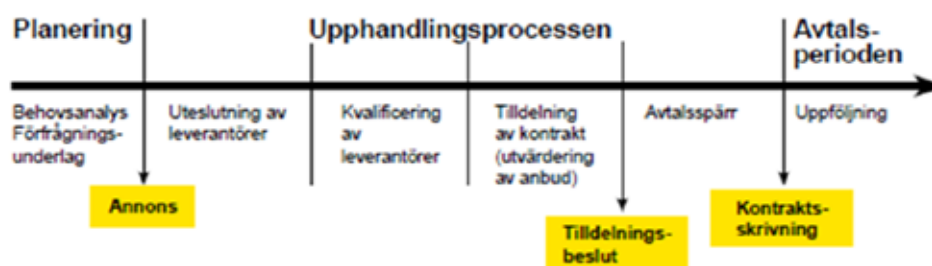 Planering
Upphandlingsprocessen
Avtals-
perioden
Behovsanalys
Förfrågnings-
underlag
Uteslutning av
leverantörer
Kvalificering
av
leverantörer
Tilldelning
av kontrakt
(utvärdering
av anbud)
Avtalsspärr
Uppföljning
Annons
Tilldelnings-
beslut
Kontrakts-
skrivning